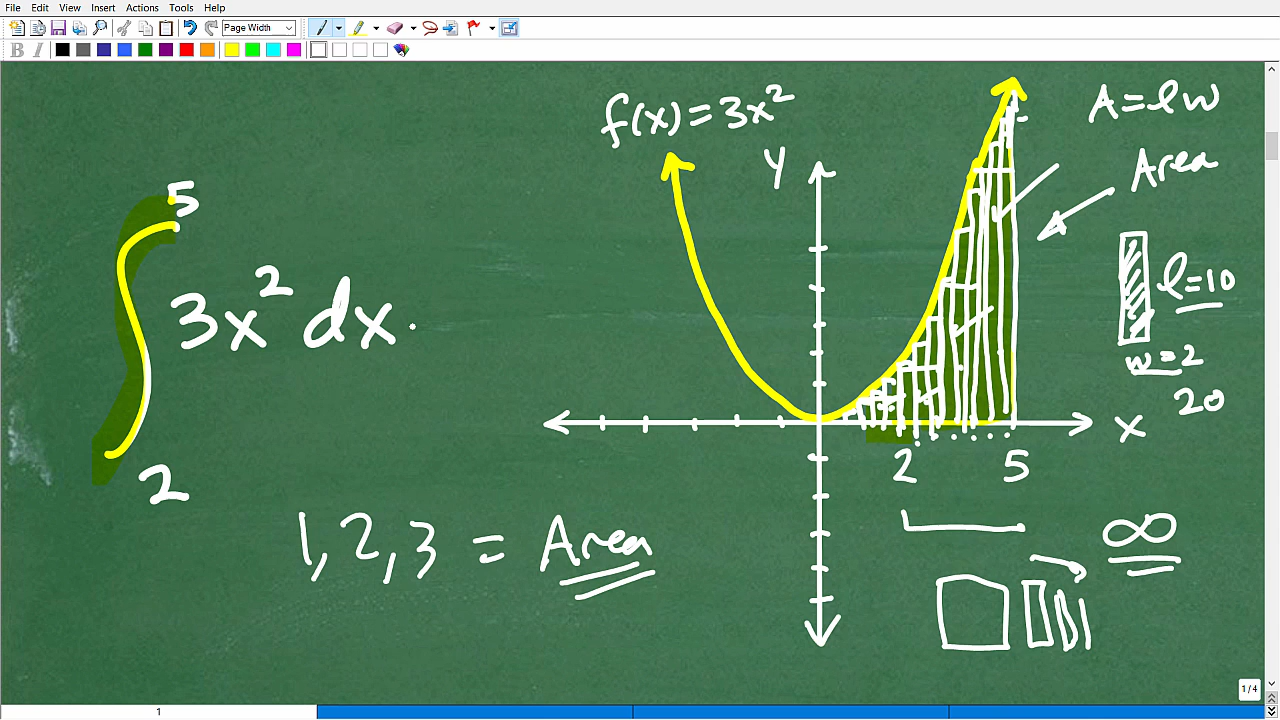 File Edit View Insert Actions Tools Help
Page Width
B I
f(x)=3x²
A=lw
y
Area
5
∫ 3x² dx
2
l=10
w=2
20
x
2 5
1,2,3 = Area
∞
1/4
1